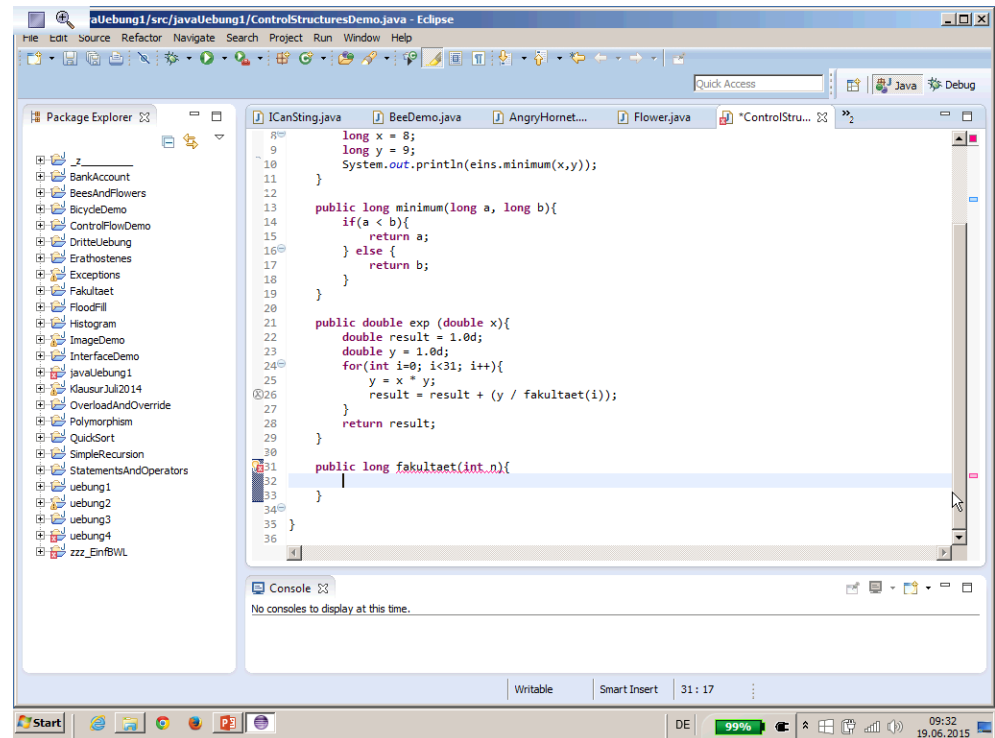 aUebung1/src/javaUebung1/ControlStructuresDemo.java - Eclipse
File Edit Source Refactor Navigate Search Project Run Window Help
Quick Access
Java
Debug
Package Explorer
_z________
BankAccount
BeesAndFlowers
BicycleDemo
ControlFlowDemo
DritteUebung
Erathostenes
Exceptions
Fakultaet
FloodFill
Histogram
ImageDemo
InterfaceDemo
javaUebung1
KlausurJuli2014
OverloadAndOverride
Polymorphism
QuickSort
SimpleRecursion
StatementsAndOperators
uebung1
uebung2
uebung3
uebung4
zzz_EinfBWL
ICanSting.java
BeeDemo.java
AngryHornet....
Flower.java
*ControlStru...
»2
8 long x = 8;
9 long y = 9;
10 System.out.println(eins.minimum(x,y));
11 }
12
13 public long minimum(long a, long b){
14 if(a < b){
15 return a;
16 } else {
17 return b;
18 }
19 }
20
21 public double exp (double x){
22 double result = 1.0d;
23 double y = 1.0d;
24 for(int i=0; i<31; i++){
25 y = x * y;
26 result = result + (y / fakultaet(i));
27 }
28 return result;
29 }
30
31 public long fakultaet(int n){
32
33 }
34
35 }
36
Console
No consoles to display at this time.
Writable
Smart Insert
31 : 17
Start
DE
99%
09:32
19.06.2015